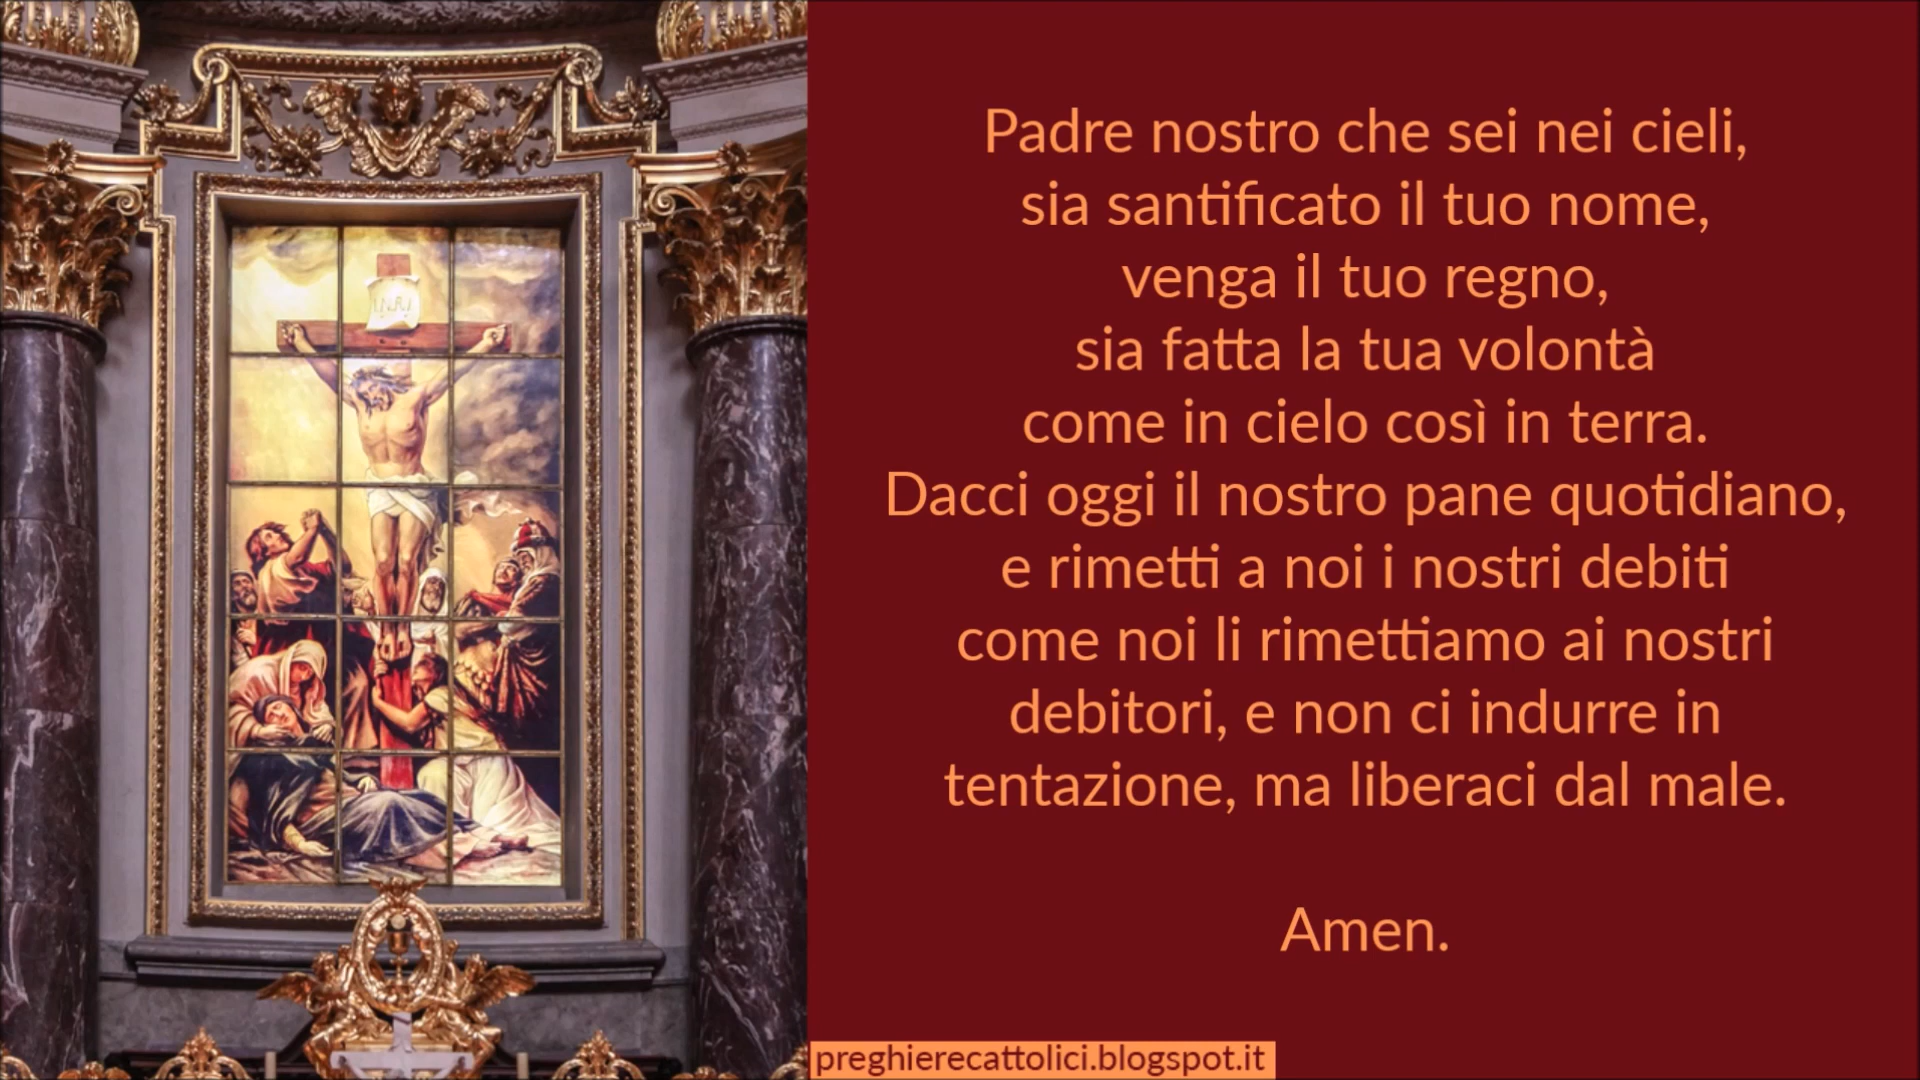 I.N.R.I.
Padre nostro che sei nei cieli,
sia santificato il tuo nome,
venga il tuo regno,
sia fatta la tua volontà
come in cielo così in terra.
Dacci oggi il nostro pane quotidiano,
e rimetti a noi i nostri debiti
come noi li rimettiamo ai nostri
debitori, e non ci indurre in
tentazione, ma liberaci dal male.
Amen.
preghierecattolici.blogspot.it